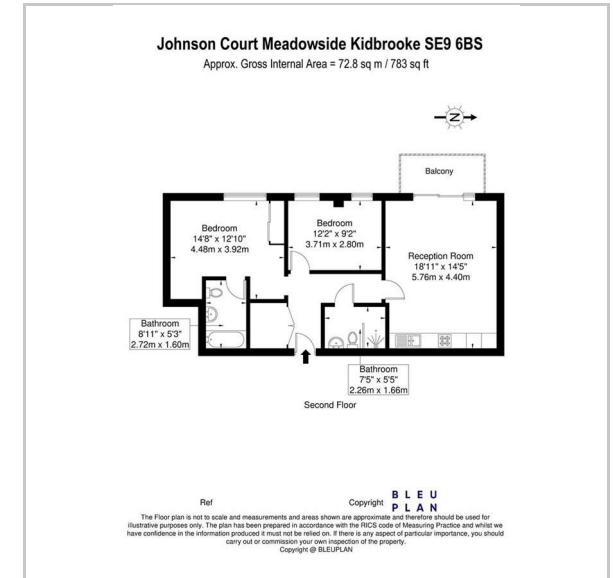 Johnson Court Meadowside Kidbrooke SE9 6BS
Approx. Gross Internal Area = 72.8 sq m / 783 sq ft
N
Balcony
Bedroom
14'8" x 12'10"
4.48m x 3.92m
Bedroom
12'2" x 9'2"
3.71m x 2.80m
Reception Room
18'11" x 14'5"
5.76m x 4.40m
Bathroom
8'11" x 5'3"
2.72m x 1.60m
Bathroom
7'5" x 5'5"
2.26m x 1.66m
Second Floor
Ref
Copyright
BLEU
PLAN
The Floor plan is not to scale and measurements and areas shown are approximate and therefore should be used for
illustrative purposes only. The plan has been prepared in accordance with the RICS code of Measuring Practice and whilst we
have confidence in the information produced it must not be relied on. If there is any aspect of particular importance, you should
carry out or commission your own inspection of the property.
Copyright @ BLEUPLAN